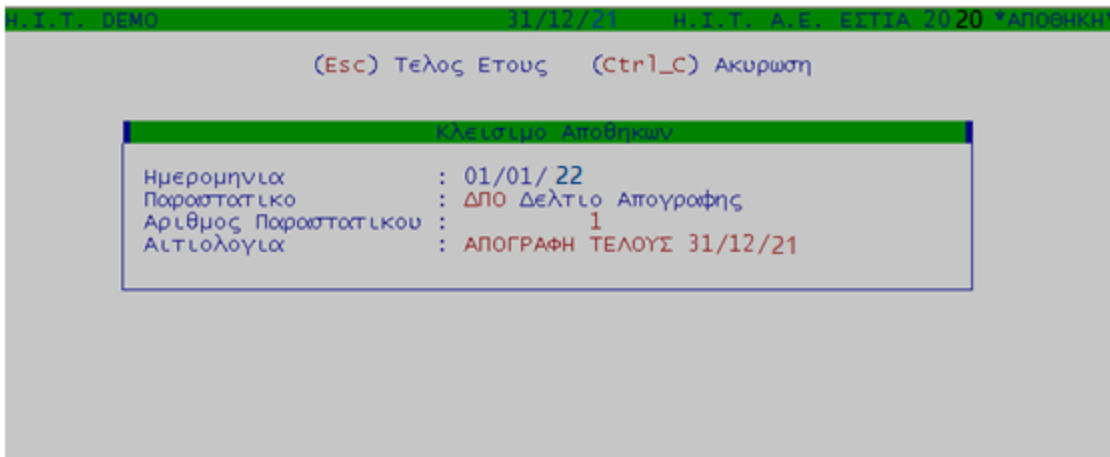 H.I.T. DEMO 31/12/21 H.I.T. Α.Ε. ΕΣΤΙΑ 2020 *ΑΠΟΘΗΚΗ*
(Esc) Τελος Ετους (Ctrl_C) Ακυρωση
Κλεισιμο Αποθηκων
Ημερομηνια : 01/01/22
Παραστατικο : ΔΠΟ Δελτιο Απογραφης
Αριθμος Παραστατικου : 1
Αιτιολογια : ΑΠΟΓΡΑΦΗ ΤΕΛΟΥΣ 31/12/21